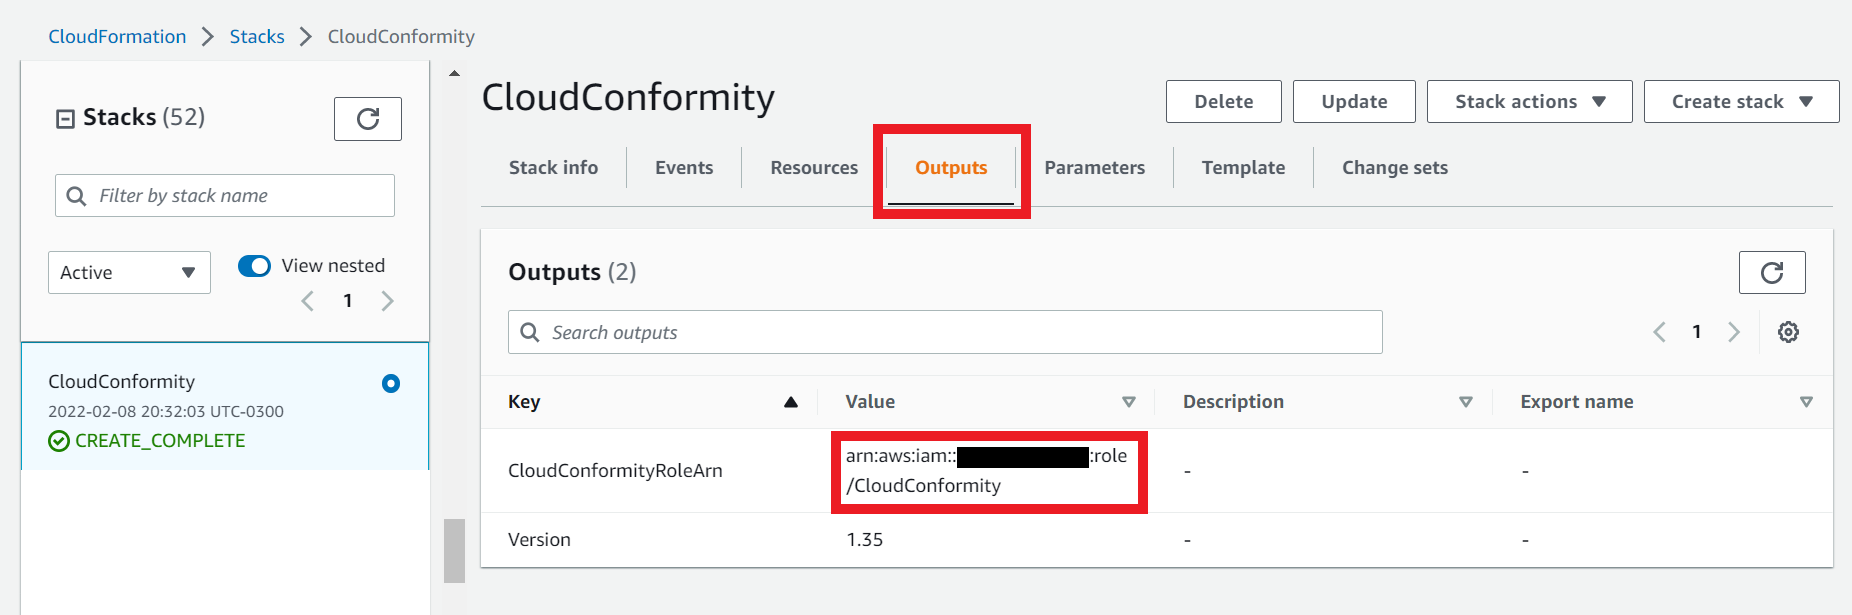 CloudFormation > Stacks > CloudConformity
Stacks (52)
Filter by stack name
Active
View nested
1
CloudConformity
2022-02-08 20:32:03 UTC-0300
CREATE_COMPLETE
CloudConformity
Delete
Update
Stack actions
Create stack
Stack info
Events
Resources
Outputs
Parameters
Template
Change sets
Outputs (2)
Search outputs
1
Key
Value
Description
Export name
CloudConformityRoleArn
arn:aws:iam:: :role
/CloudConformity
-
-
Version
1.35
-
-